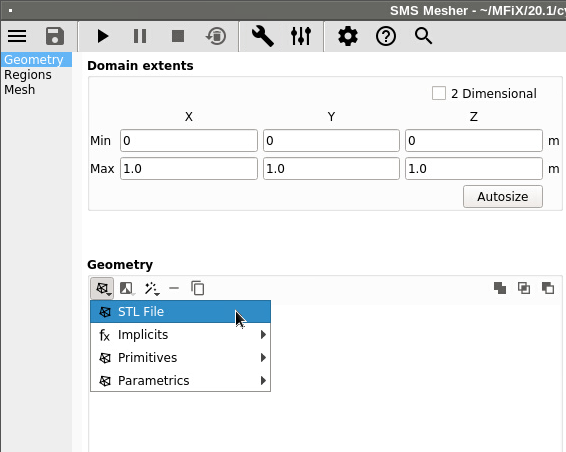 SMS Mesher - ~/MFiX/20.1/
Geometry
Regions
Mesh
Domain extents
2 Dimensional
X Y Z
Min 0 0 0 m
Max 1.0 1.0 1.0 m
Autosize
Geometry
STL File
fx Implicits
Primitives
Parametrics